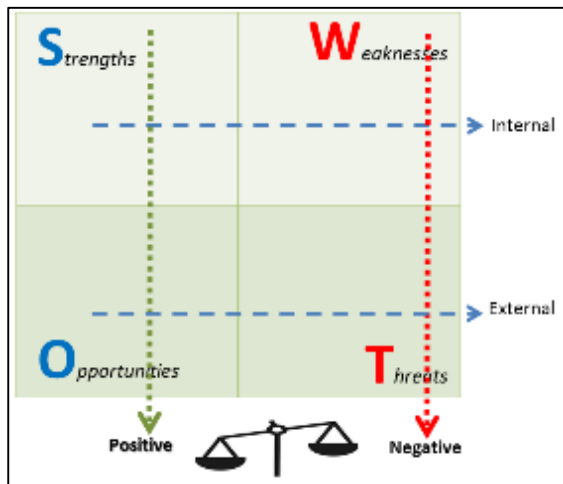 Strengths
Weaknesses
Internal
External
Opportunities
Threats
Positive
Negative